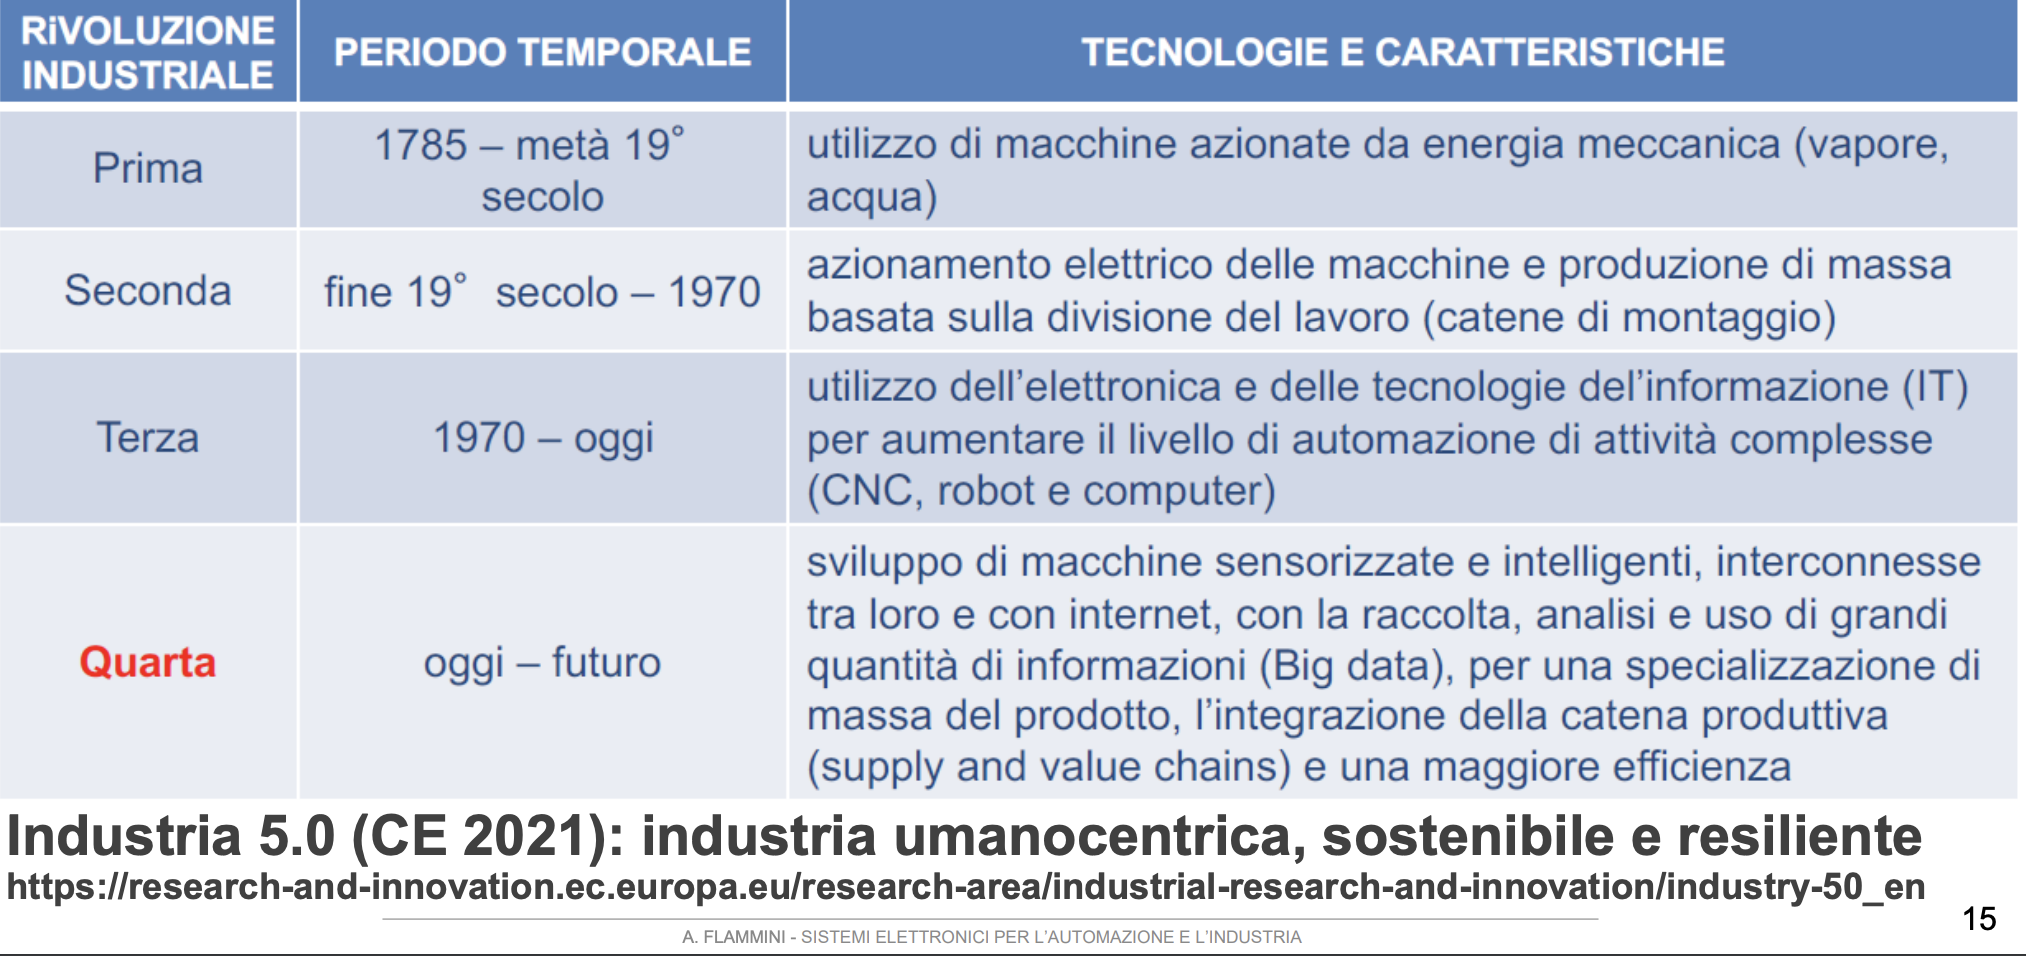 RiVOLUZIONE
INDUSTRIALE
PERIODO TEMPORALE
TECNOLOGIE E CARATTERISTICHE
Prima
1785 – metà 19°
secolo
utilizzo di macchine azionate da energia meccanica (vapore,
acqua)
Seconda
fine 19° secolo – 1970
azionamento elettrico delle macchine e produzione di massa
basata sulla divisione del lavoro (catene di montaggio)
Terza
1970 – oggi
utilizzo dell’elettronica e delle tecnologie del’informazione (IT)
per aumentare il livello di automazione di attività complesse
(CNC, robot e computer)
Quarta
oggi – futuro
sviluppo di macchine sensorizzate e intelligenti, interconnesse
tra loro e con internet, con la raccolta, analisi e uso di grandi
quantità di informazioni (Big data), per una specializzazione di
massa del prodotto, l’integrazione della catena produttiva
(supply and value chains) e una maggiore efficienza
Industria 5.0 (CE 2021): industria umanocentrica, sostenibile e resiliente
https://research-and-innovation.ec.europa.eu/research-area/industrial-research-and-innovation/industry-50_en
A. FLAMMINI - SISTEMI ELETTRONICI PER L’AUTOMAZIONE E L’INDUSTRIA
15